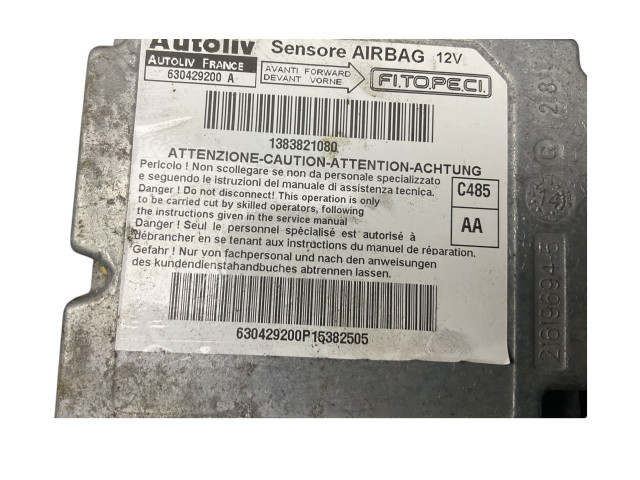 Autoliv Sensore AIRBAG 12V
AUTOLIV FRANCE
630429200 A
AVANTI FORWARD
DEVANT VORNE
FI.TO.PE.CI.
1383821080
ATTENZIONE-CAUTION-ATTENTION-ACHTUNG
Pericolo ! Non scollegare se non da personale specializzato
e seguendo le istruzioni del manuale di assistenza tecnica.
Danger ! Do not disconnect! This operation is only
to be carried cut by skilled operators, following
the instructions given in the service manual
Danger ! Seul le personnel spécialisé est autorisé à
débrancher en se tenant aux instructions du manuel de réparation.
Gefahr ! Nur von fachpersonal und nach den anweisungen
des kundendienstahandbuches abtrennen lassen.
C485
AA
630429200P15382505
21619694-5